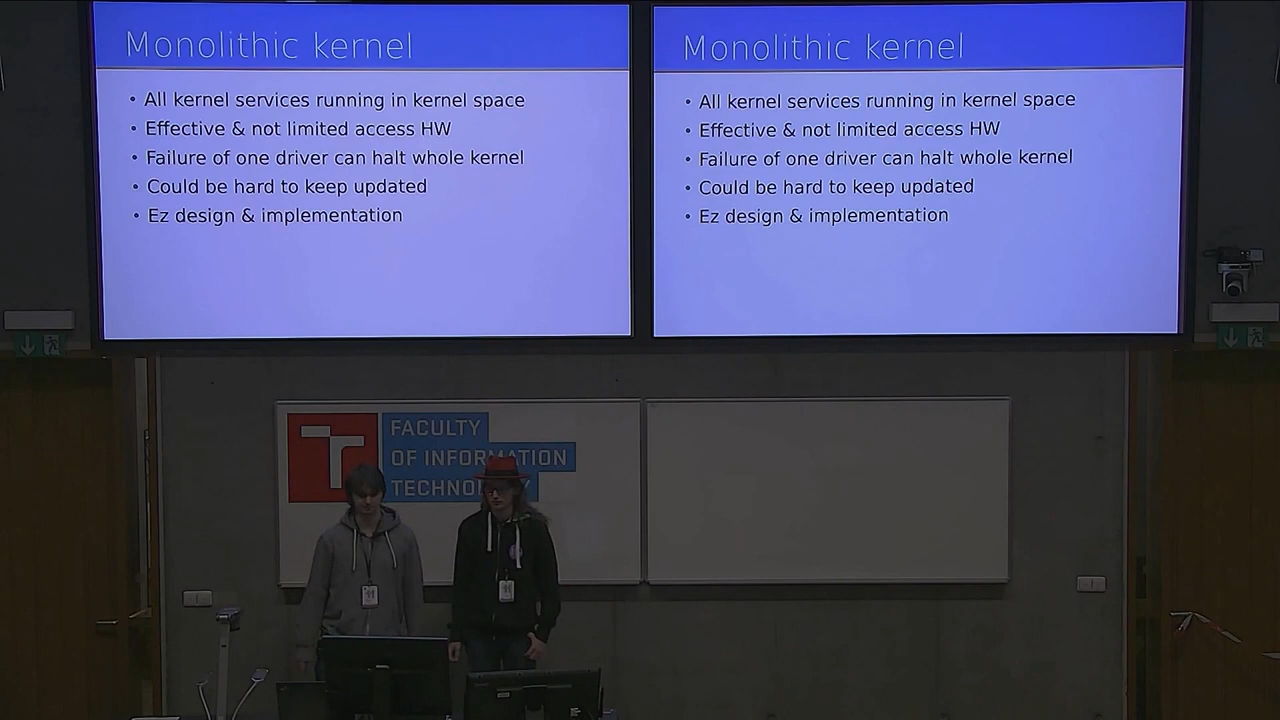 Monolithic kernel
• All kernel services running in kernel space
• Effective & not limited access HW
• Failure of one driver can halt whole kernel
• Could be hard to keep updated
• Ez design & implementation
Monolithic kernel
• All kernel services running in kernel space
• Effective & not limited access HW
• Failure of one driver can halt whole kernel
• Could be hard to keep updated
• Ez design & implementation
FACULTY
OF INFORMATION